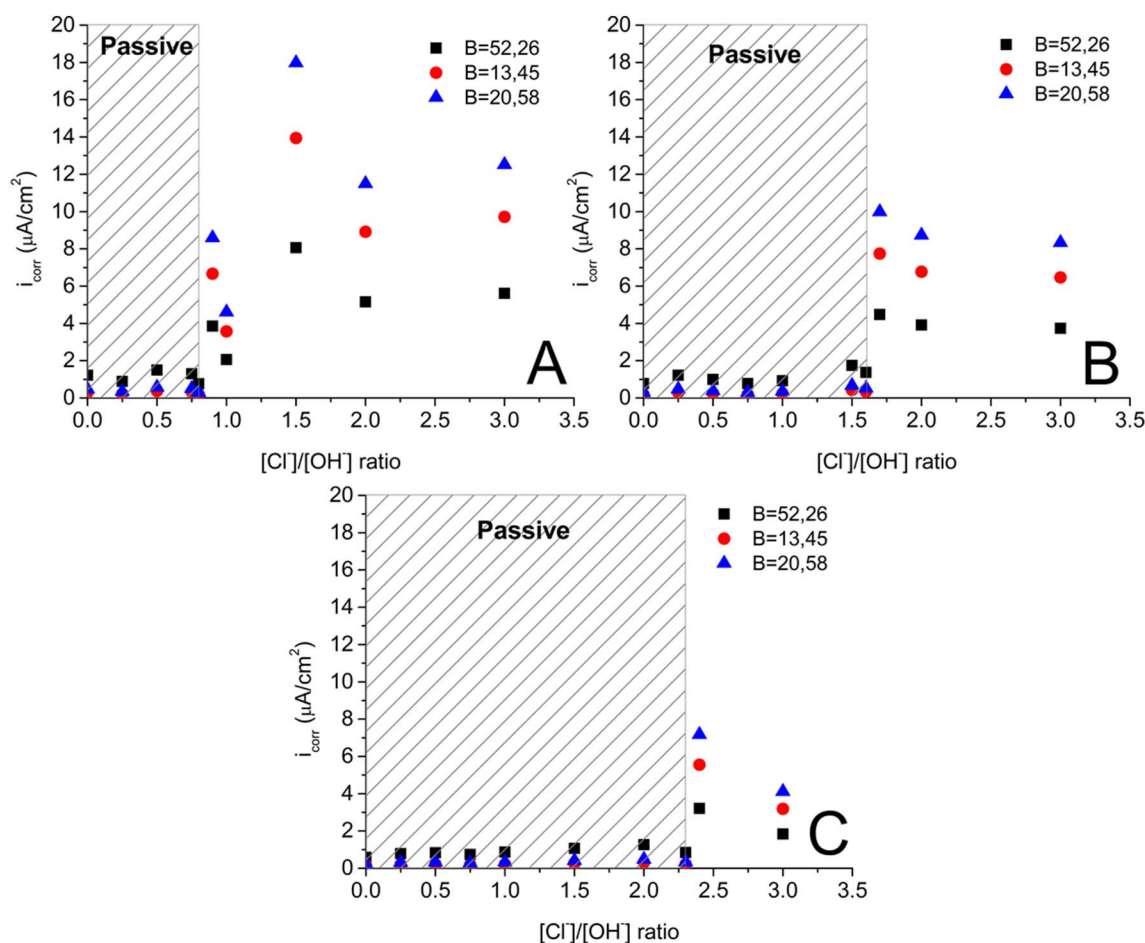 20
18
16
14
12
10
8
6
4
2
0
i_corr (μA/cm²)
Passive
B=52,26
B=13,45
B=20,58
A
0.0 0.5 1.0 1.5 2.0 2.5 3.0 3.5
[Cl⁻]/[OH⁻] ratio
20
18
16
14
12
10
8
6
4
2
0
i_corr (μA/cm²)
Passive
B=52,26
B=13,45
B=20,58
B
0.0 0.5 1.0 1.5 2.0 2.5 3.0 3.5
[Cl⁻]/[OH⁻] ratio
20
18
16
14
12
10
8
6
4
2
0
i_corr (μA/cm²)
Passive
B=52,26
B=13,45
B=20,58
C
0.0 0.5 1.0 1.5 2.0 2.5 3.0 3.5
[Cl⁻]/[OH⁻] ratio